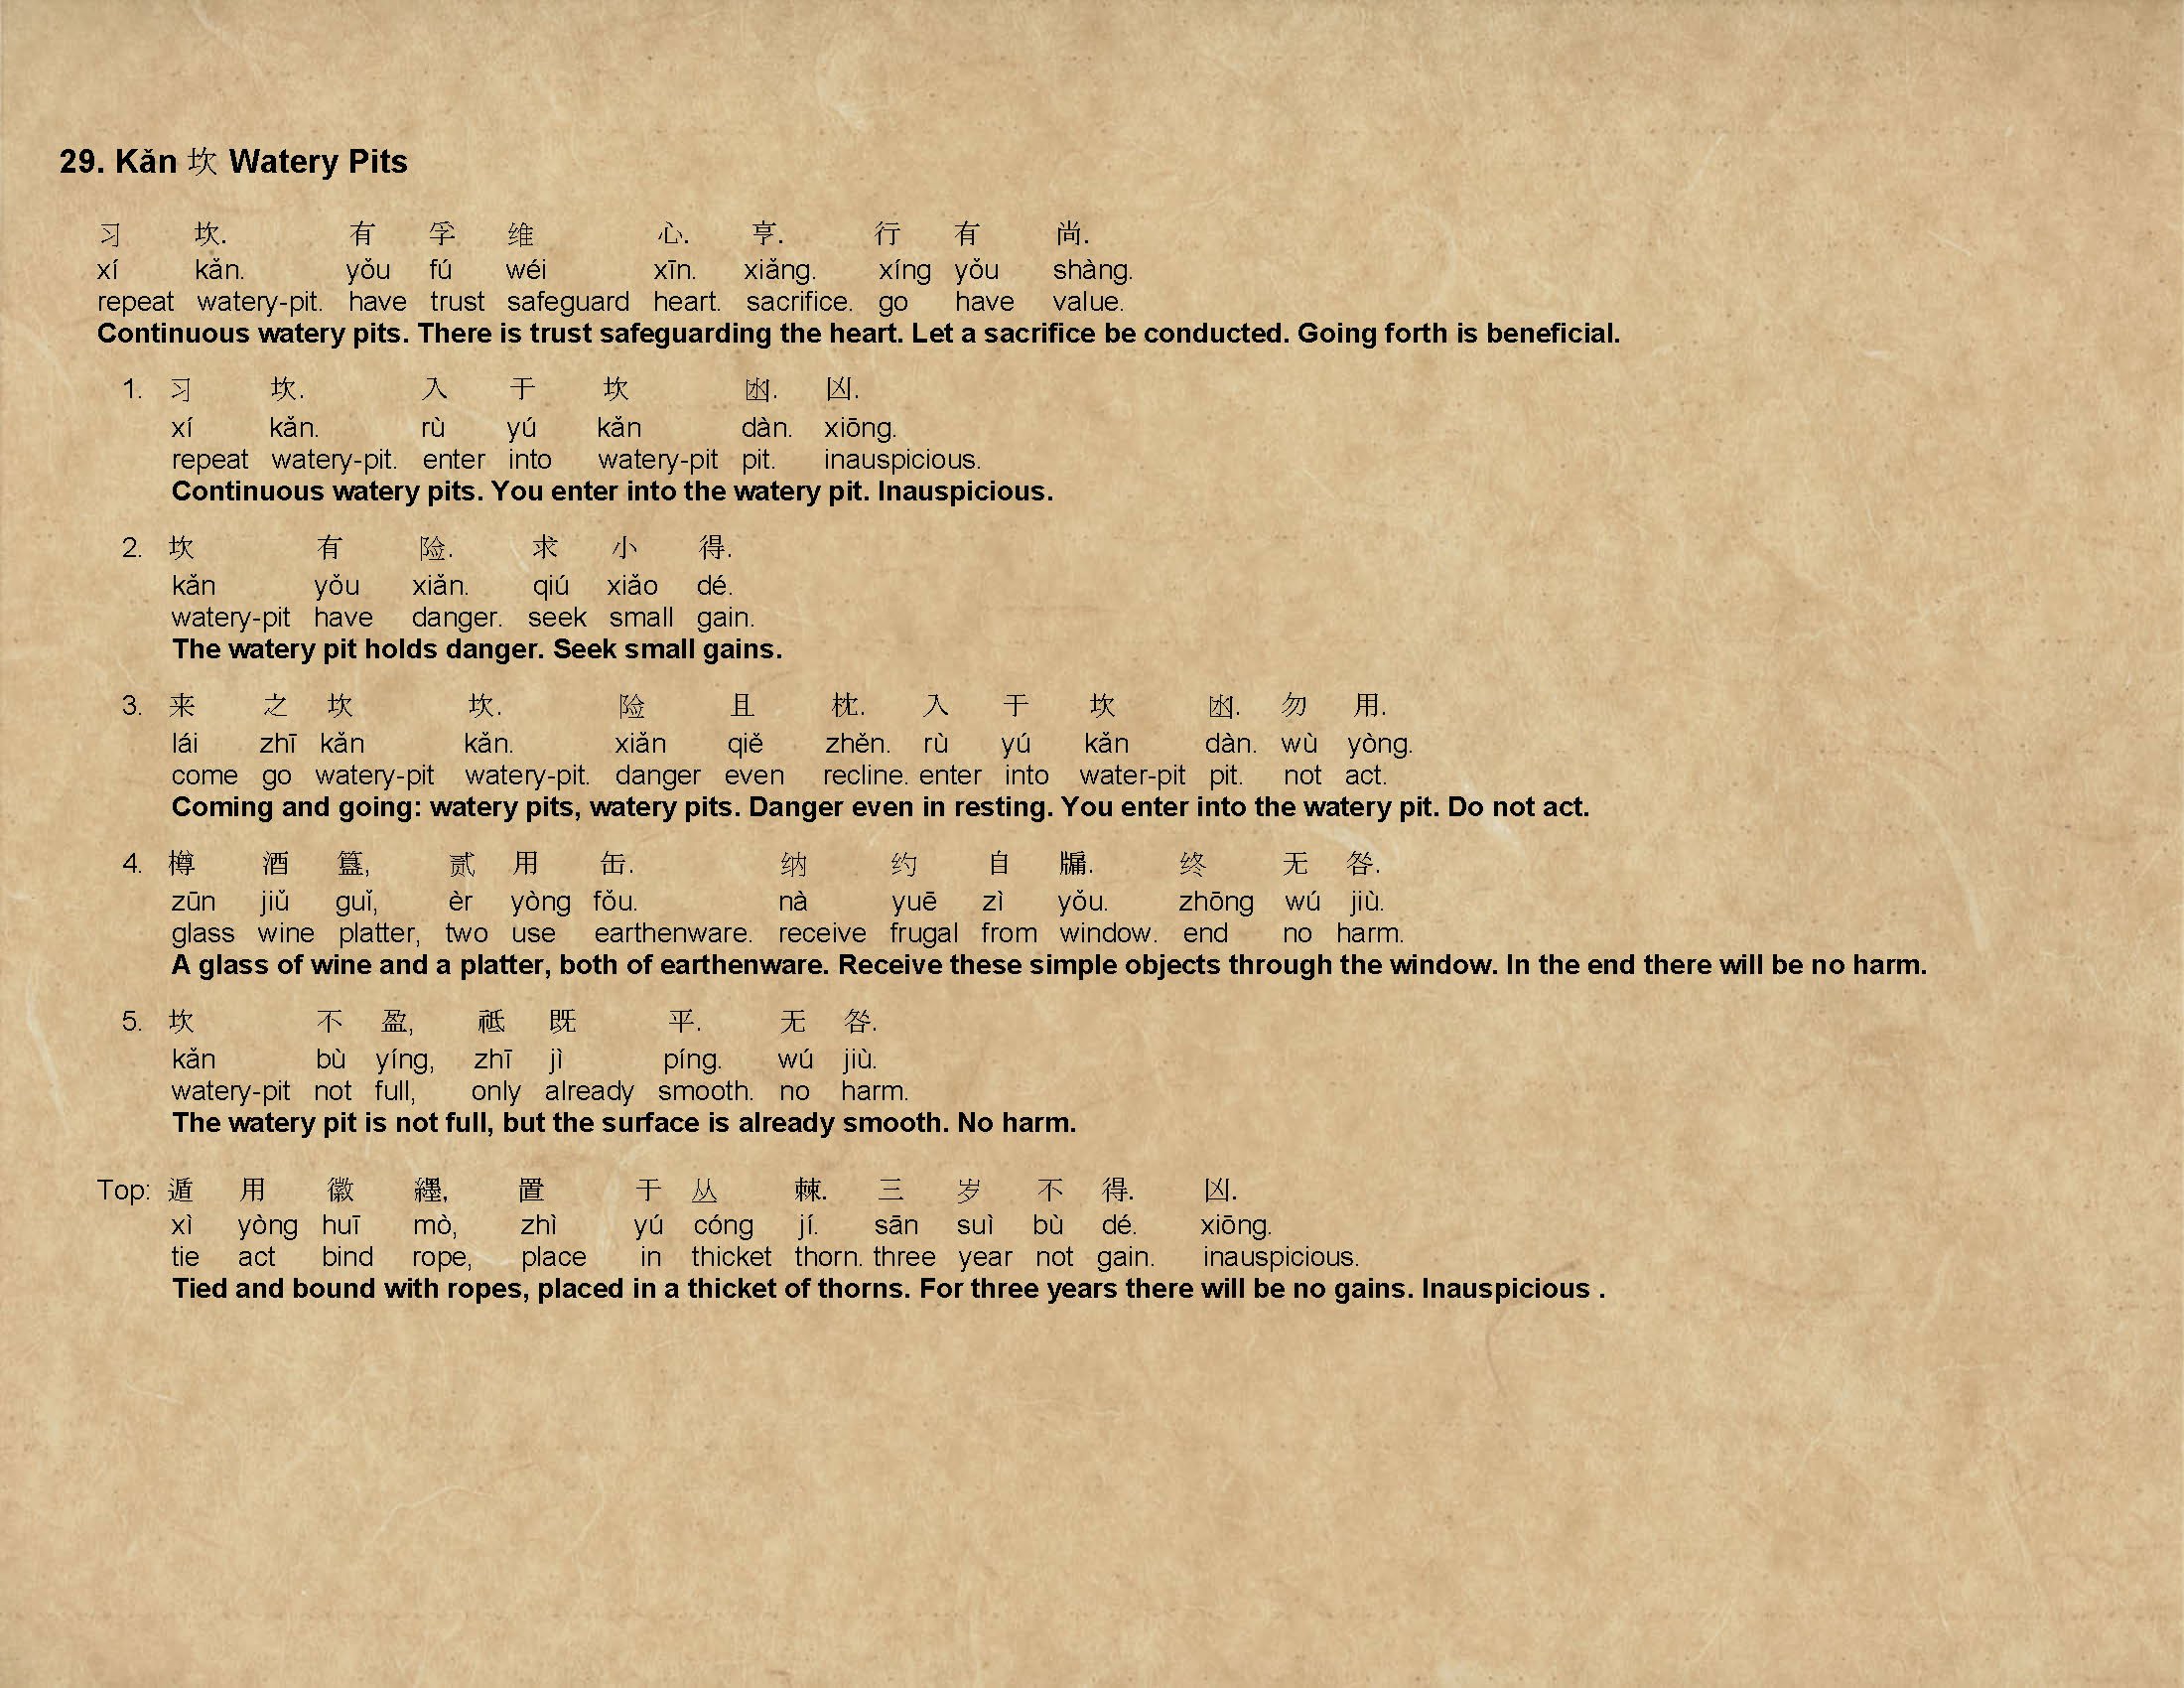 29. Kǎn 坎 Watery Pits
习 坎. 有 孚 维 心. 亨. 行 有 尚.
xí kǎn. yǒu fú wéi xīn. xiǎng. xíng yǒu shàng.
repeat watery-pit. have trust safeguard heart. sacrifice. go have value.
Continuous watery pits. There is trust safeguarding the heart. Let a sacrifice be conducted. Going forth is beneficial.
1. 习 坎. 入 于 坎 凼. 凶.
xí kǎn. rù yú kǎn dàn. xiōng.
repeat watery-pit. enter into watery-pit pit. inauspicious.
Continuous watery pits. You enter into the watery pit. Inauspicious.
2. 坎 有 险. 求 小 得.
kǎn yǒu xiǎn. qiú xiǎo dé.
watery-pit have danger. seek small gain.
The watery pit holds danger. Seek small gains.
3. 来 之 坎 坎. 险 且 枕. 入 于 坎 凼. 勿 用.
lái zhī kǎn kǎn. xiǎn qiě zhěn. rù yú kǎn dàn. wù yòng.
come go watery-pit watery-pit. danger even recline. enter into water-pit pit. not act.
Coming and going: watery pits, watery pits. Danger even in resting. You enter into the watery pit. Do not act.
4. 樽 酒 簋, 贰 用 缶. 纳 约 自 牖. 终 无 咎.
zūn jiǔ guǐ, èr yòng fǒu. nà yuē zì yǒu. zhōng wú jiù.
glass wine platter, two use earthenware. receive frugal from window. end no harm.
A glass of wine and a platter, both of earthenware. Receive these simple objects through the window. In the end there will be no harm.
5. 坎 不 盈, 祗 既 平. 无 咎.
kǎn bù yíng, zhī jì píng. wú jiù.
watery-pit not full, only already smooth. no harm.
The watery pit is not full, but the surface is already smooth. No harm.
Top: 遁 用 徽 纆, 置 于 丛 棘. 三 岁 不 得. 凶.
xì yòng huī mò, zhì yú cóng jí. sān suì bù dé. xiōng.
tie act bind rope, place in thicket thorn. three year not gain. inauspicious.
Tied and bound with ropes, placed in a thicket of thorns. For three years there will be no gains. Inauspicious .